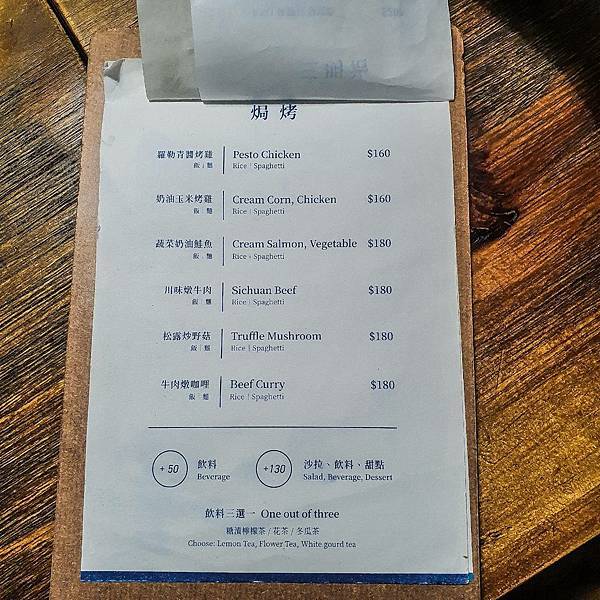 焗烤
羅勒青醬烤雞 Pesto Chicken $160
飯 | 麵 Rice | Spaghetti
奶油玉米烤雞 Cream Corn, Chicken $160
飯 | 麵 Rice | Spaghetti
蔬菜奶油鮭魚 Cream Salmon, Vegetable $180
飯 | 麵 Rice | Spaghetti
川味燉牛肉 Sichuan Beef $180
飯 | 麵 Rice | Spaghetti
松露炒野菇 Truffle Mushroom $180
飯 | 麵 Rice | Spaghetti
牛肉燉咖哩 Beef Curry $180
飯 | 麵 Rice | Spaghetti
+ 50 飲料 +130 沙拉、飲料、甜點
Beverage Salad, Beverage, Dessert
飲料三選一 One out of three
糖漬檸檬茶 / 花茶 / 冬瓜茶
Choose: Lemon Tea, Flower Tea, White gourd tea